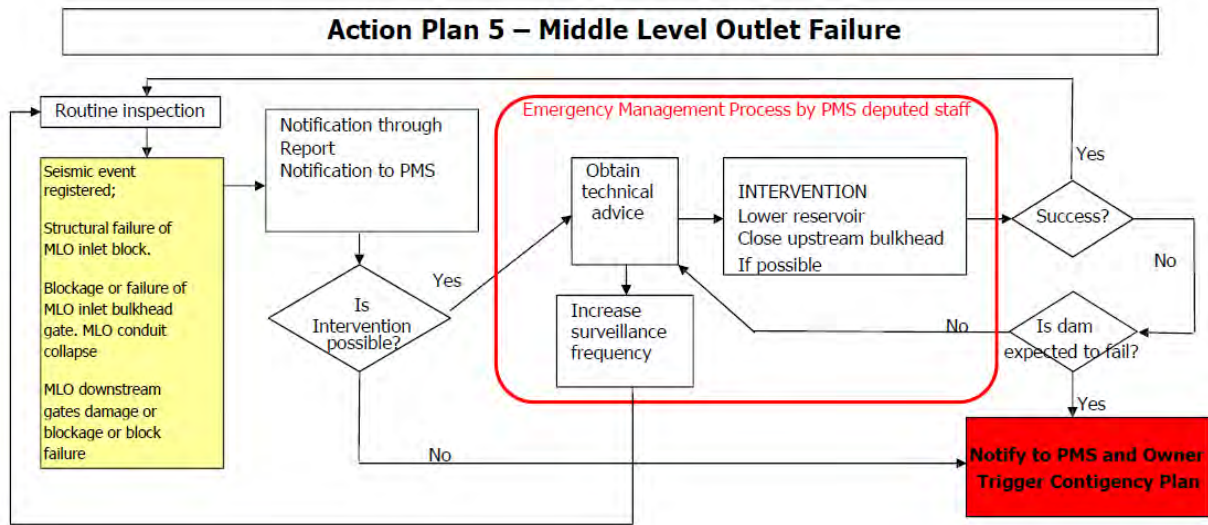 Action Plan 5 – Middle Level Outlet Failure
Routine inspection
Seismic event
registered;
Structural failure of
MLO inlet block.
Blockage or failure of
MLO inlet bulkhead
gate. MLO conduit
collapse
MLO downstream
gates damage or
blockage or block
failure
Notification through
Report
Notification to PMS
Is
Intervention
possible?
Yes
No
Emergency Management Process by PMS deputed staff
Obtain
technical
advice
Increase
surveillance
frequency
INTERVENTION
Lower reservoir
Close upstream bulkhead
If possible
Success?
Yes
No
Is dam
expected to fail?
No
Yes
Notify to PMS and Owner
Trigger Contigency Plan